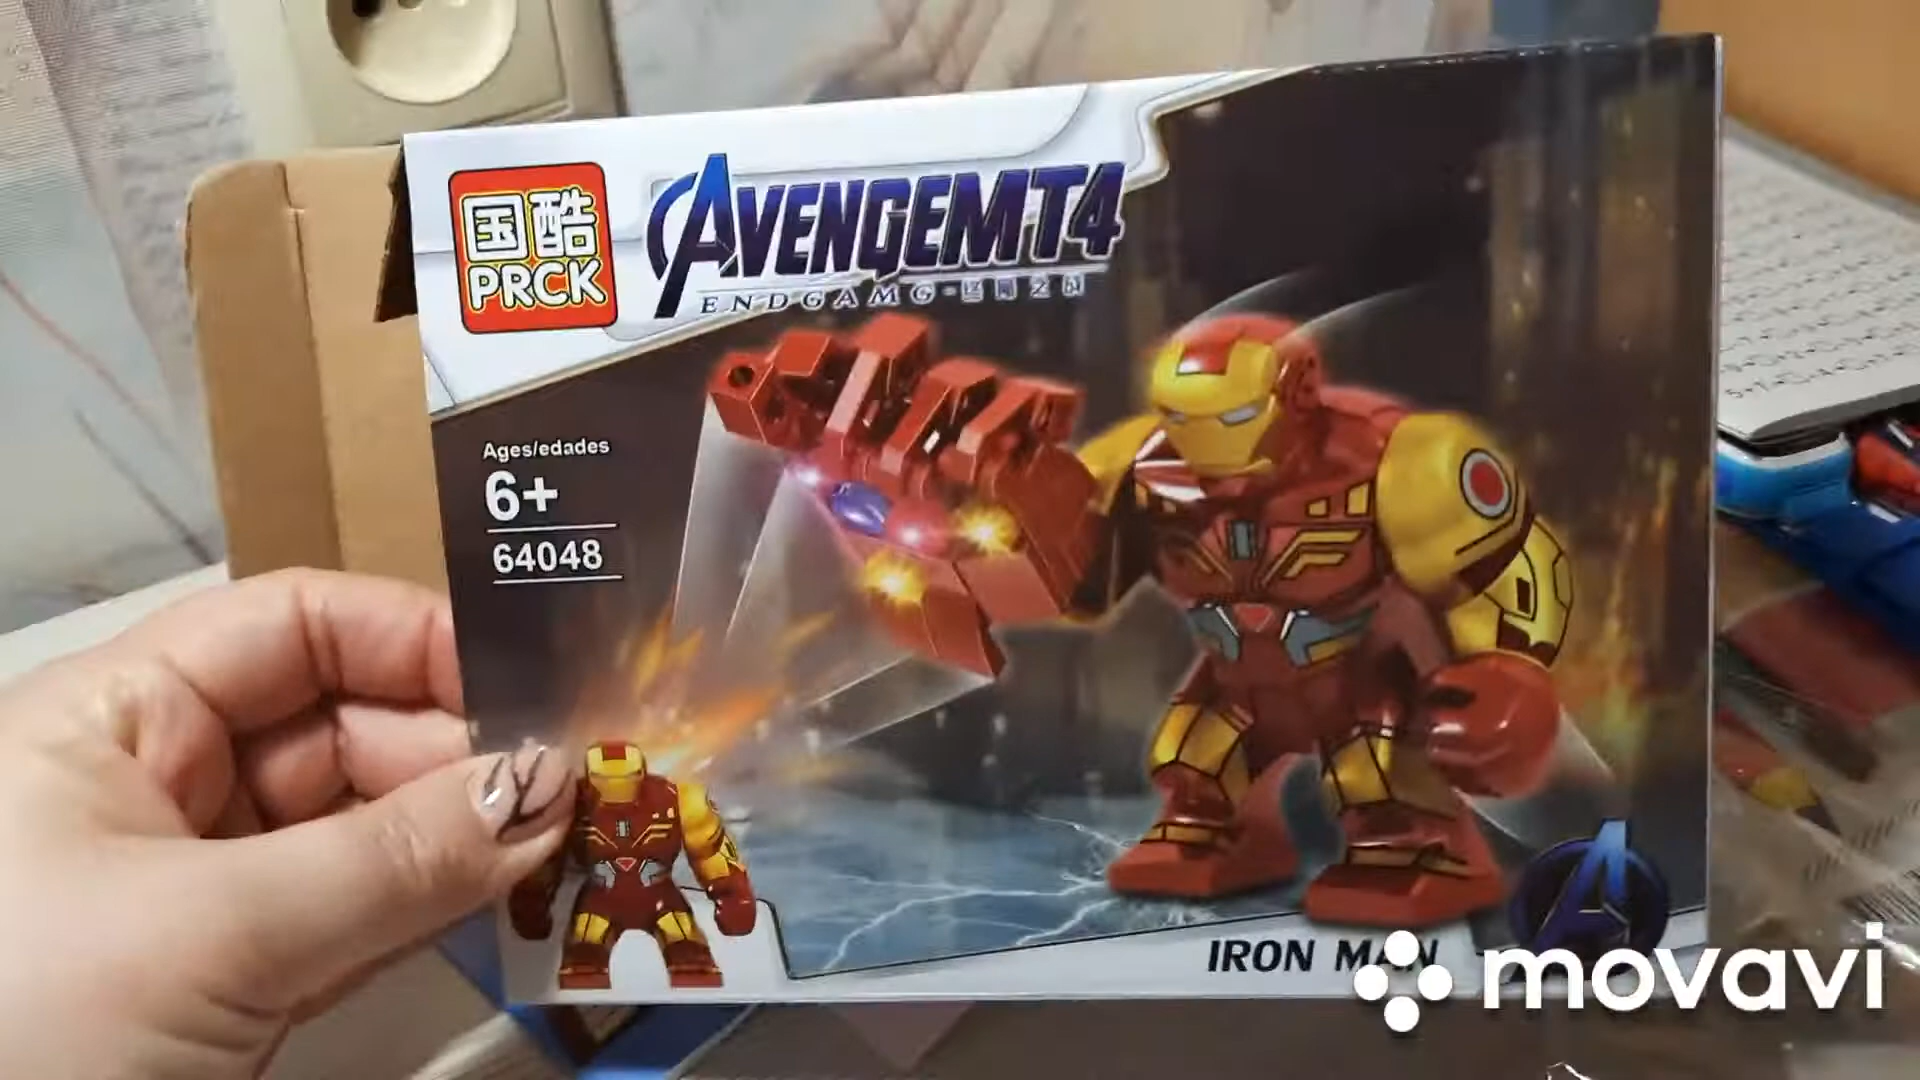 国酷
PRCK
AVENGEMT4
ENDGAMG-
Ages/edades
6+
64048
IRON MAN
movavi